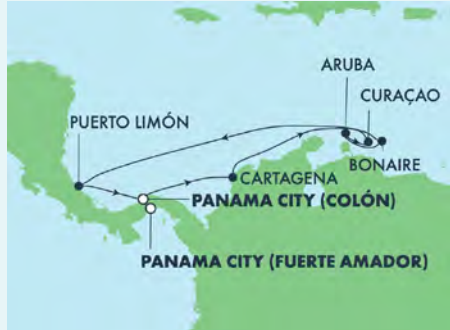 ARUBA
CURAÇAO
PUERTO LIMÓN
BONAIRE
CARTAGENA
PANAMA CITY (COLÓN)
PANAMA CITY (FUERTE AMADOR)